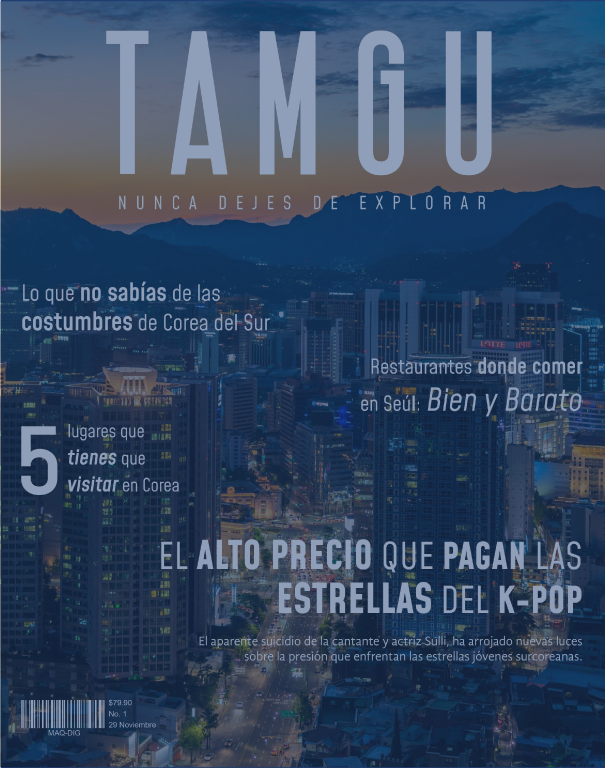 TAMGU
NUNCA DEJES DE EXPLORAR
Lo que no sabías de las
costumbres de Corea del Sur
Restaurantes donde comer
en Seúl: Bien y Barato
5
lugares que
tienes que
visitar en Corea
EL ALTO PRECIO QUE PAGAN LAS
ESTRELLAS DEL K-POP
El aparente suicidio de la cantante y actriz Sulli, ha arrojado nuevas luces
sobre la presión que enfrentan las estrellas jóvenes surcoreanas.
$79.90
No. 1
29 Noviembre
MAQ-DIG